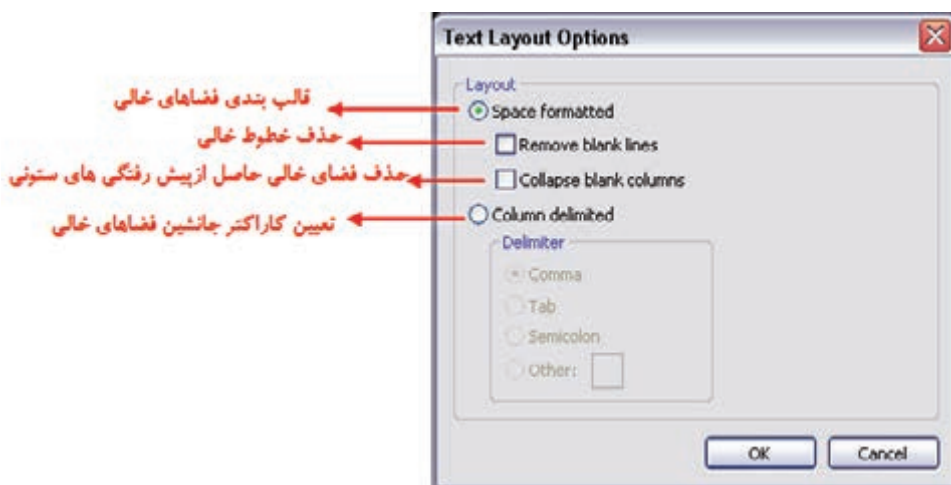 Text Layout Options
Layout
قالب بندی فضاهای خالی
Space formatted
حذف خطوط خالی
Remove blank lines
حذف فضای خالی حاصل ازپیش رفتگی های ستونی
Collapse blank columns
تعیین کاراکتر جانشین فضاهای خالی
Column delimited
Delimiter
Comma
Tab
Semicolon
Other:
OK
Cancel